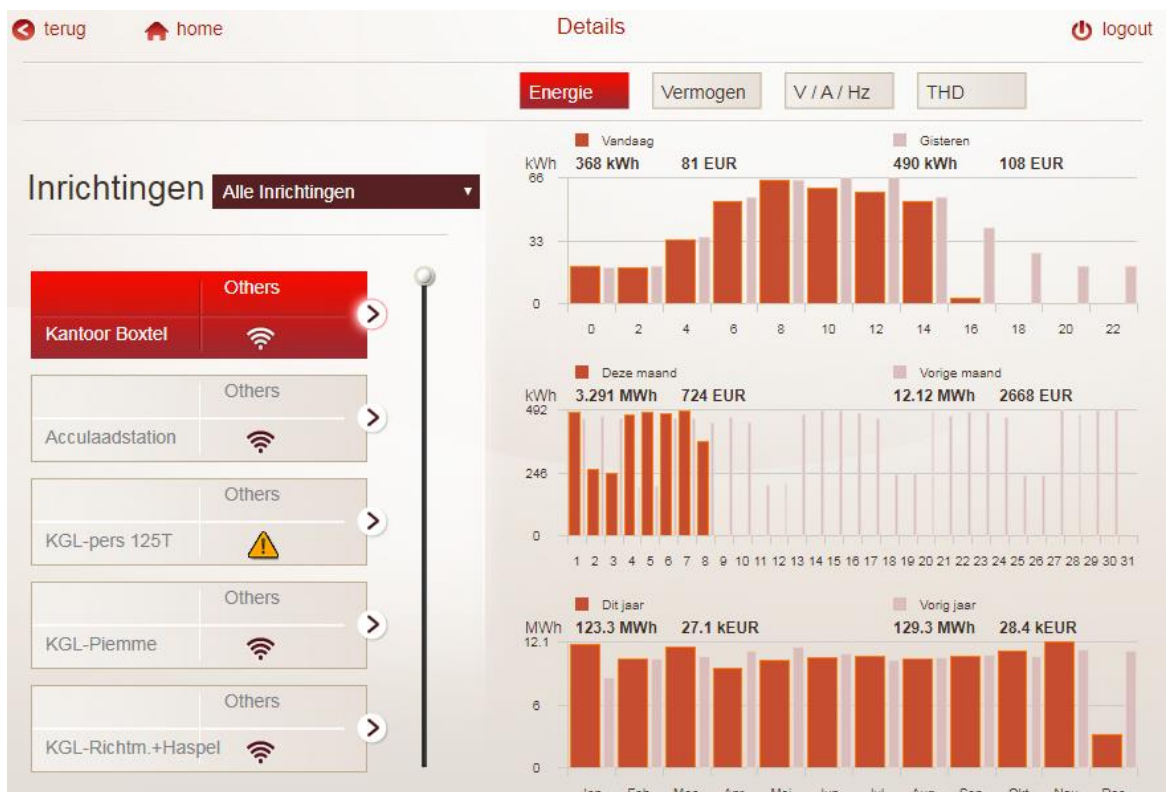 terug home Details logout
Energie Vermogen V / A / Hz THD
Inrichtingen Alle Inrichtingen
Others
Kantoor Boxtel
Others
Acculaadstation
Others
KGL-pers 125T
Others
KGL-Piemme
Others
KGL-Richtm.+Haspel
Vandaag Gisteren
kWh 368 kWh 81 EUR 490 kWh 108 EUR
66
33
0
0 2 4 6 8 10 12 14 16 18 20 22
Deze maand Vorige maand
kWh 3.291 MWh 724 EUR 12.12 MWh 2668 EUR
492
246
0
1 2 3 4 5 6 7 8 9 10 11 12 13 14 15 16 17 18 19 20 21 22 23 24 25 26 27 28 29 30 31
Dit jaar Vorig jaar
MWh 123.3 MWh 27.1 kEUR 129.3 MWh 28.4 kEUR
12.1
6
0